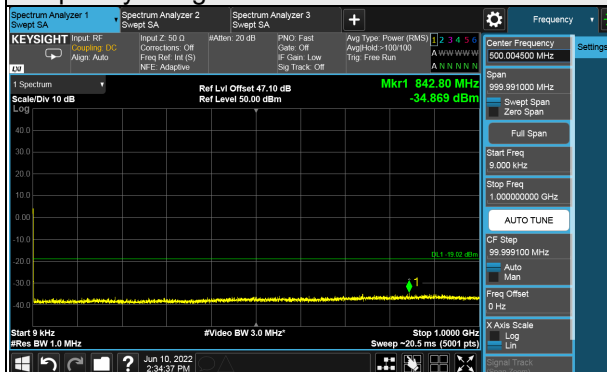 Spectrum Analyzer 1
Swept SA
Spectrum Analyzer 2
Swept SA
Spectrum Analyzer 3
Swept SA
Frequency
KEYSIGHT
Input: RF
Coupling: DC
Align: Auto
Input Z: 50 Ω
Corrections: Off
Freq Ref: Int (S)
NFE: Adaptive
#Atten: 20 dB
PNO: Fast
Gate: Off
IF Gain: Low
Sig Track: Off
Avg Type: Power (RMS)
Avg|Hold:>100/100
Trig: Free Run
1 2 3 4 5 6
A W W W W W
A N N N N N
LXI
1 Spectrum
Scale/Div 10 dB
Log
Ref Lvl Offset 47.10 dB
Ref Level 50.00 dBm
Mkr1 842.80 MHz
-34.869 dBm
40.0
30.0
20.0
10.0
0.00
-10.0
-20.0
-30.0
-40.0
DL1 -19.02 dBm
1
Start 9 kHz
#Res BW 1.0 MHz
#Video BW 3.0 MHz*
Stop 1.0000 GHz
Sweep ~20.5 ms (5001 pts)
Jun 10, 2022
2:34:37 PM
Settings
Center Frequency
500.004500 MHz
Span
999.991000 MHz
Swept Span
Zero Span
Full Span
Start Freq
9.000 kHz
Stop Freq
1.000000000 GHz
AUTO TUNE
CF Step
99.999100 MHz
Auto
Man
Freq Offset
0 Hz
X Axis Scale
Log
Lin
Signal Track